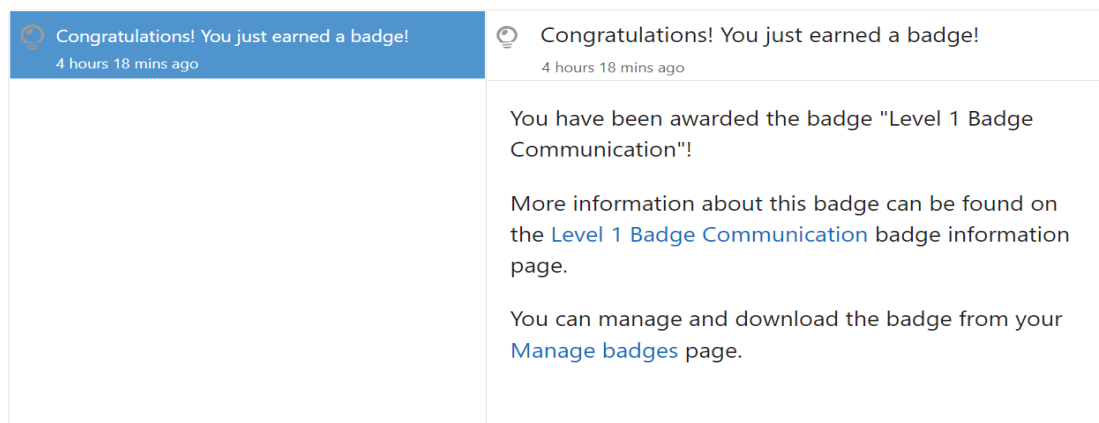 Congratulations! You just earned a badge!
4 hours 18 mins ago
Congratulations! You just earned a badge!
4 hours 18 mins ago
You have been awarded the badge "Level 1 Badge
Communication"!
More information about this badge can be found on
the Level 1 Badge Communication badge information
page.
You can manage and download the badge from your
Manage badges page.